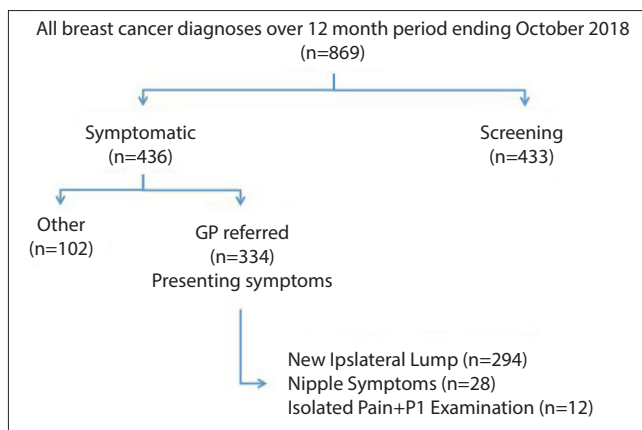 All breast cancer diagnoses over 12 month period ending October 2018
(n=869)
Symptomatic
(n=436)
Screening
(n=433)
Other
(n=102)
GP referred
(n=334)
Presenting symptoms
New Ipslateral Lump (n=294)
Nipple Symptoms (n=28)
Isolated Pain+P1 Examination (n=12)